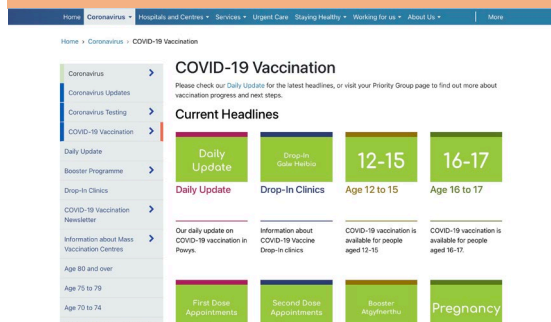 Home Coronavirus Hospitals and Centres Services Urgent Care Staying Healthy Working for us About Us More
Home > Coronavirus > COVID-19 Vaccination
Coronavirus
Coronavirus Updates
Coronavirus Testing
COVID-19 Vaccination
Daily Update
Booster Programme
Drop-In Clinics
COVID-19 Vaccination
Newsletter
Information about Mass
Vaccination Centres
Age 80 and over
Age 75 to 79
Age 70 to 74
COVID-19 Vaccination
Please check our Daily Update for the latest headlines, or visit your Priority Group page to find out more about
vaccination progress and next steps.
Current Headlines
Daily
Update
Daily Update
Our daily update on
COVID-19 vaccination in
Powys.
Drop-In
Galw Heibio
Drop-In Clinics
Information about
COVID-19 Vaccine
Drop-in clinics
12-15
Age 12 to 15
COVID-19 vaccination is
available for people
aged 12-15
16-17
Age 16 to 17
COVID-19 vaccination is
available for people
aged 16-17.
First Dose
Appointments
Second Dose
Appointments
Booster
Atgyfnerthu
Pregnancy